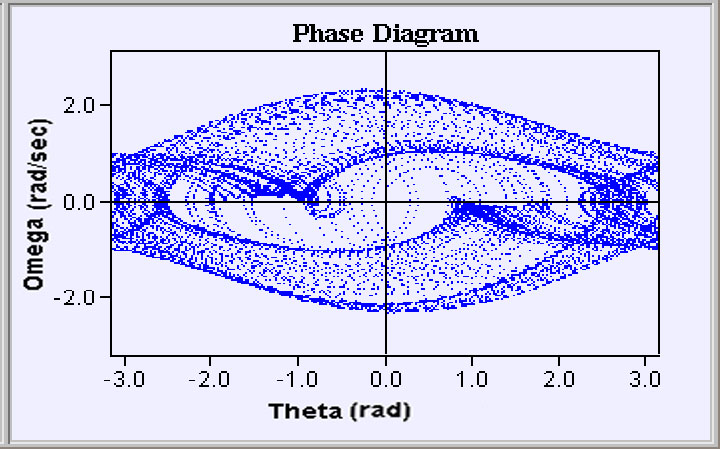 Phase Diagram
Omega (rad/sec)
2.0
0.0
-2.0
-3.0 -2.0 -1.0 0.0 1.0 2.0 3.0
Theta (rad)